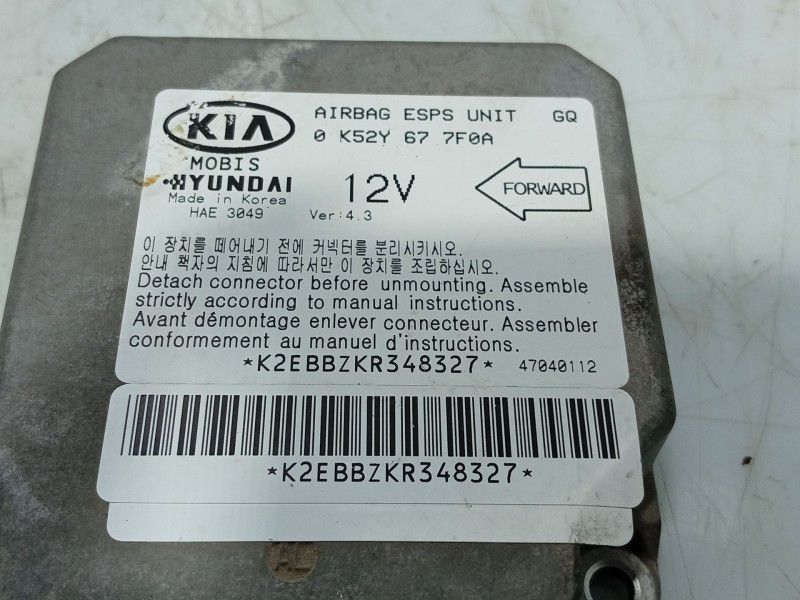 KIA
AIRBAG ESPS UNIT GQ
0 K52Y 67 7F0A
MOBIS
HYUNDAI
Made in Korea
HAE 3049
12V
Ver:4.3
FORWARD
이 장치를 떼어내기 전에 커넥터를 분리시키시오.
안내 책자의 지침에 따라서만 이 장치를 조립하십시오.
Detach connector before unmounting. Assemble
strictly according to manual instructions.
Avant démontage enlever connecteur. Assembler
conformement au manuel d'instructions.
*K2EBBZKR348327* 47040112
*K2EBBZKR348327*